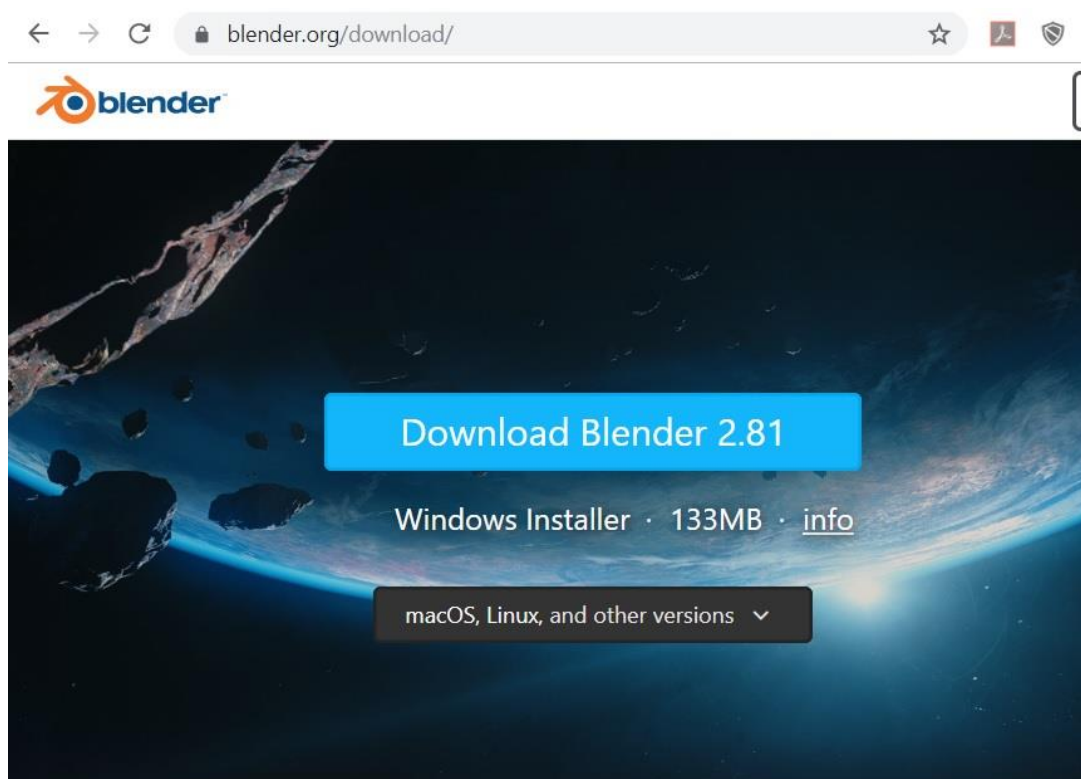 blender.org/download/
blender
Download Blender 2.81
Windows Installer · 133MB · info
macOS, Linux, and other versions